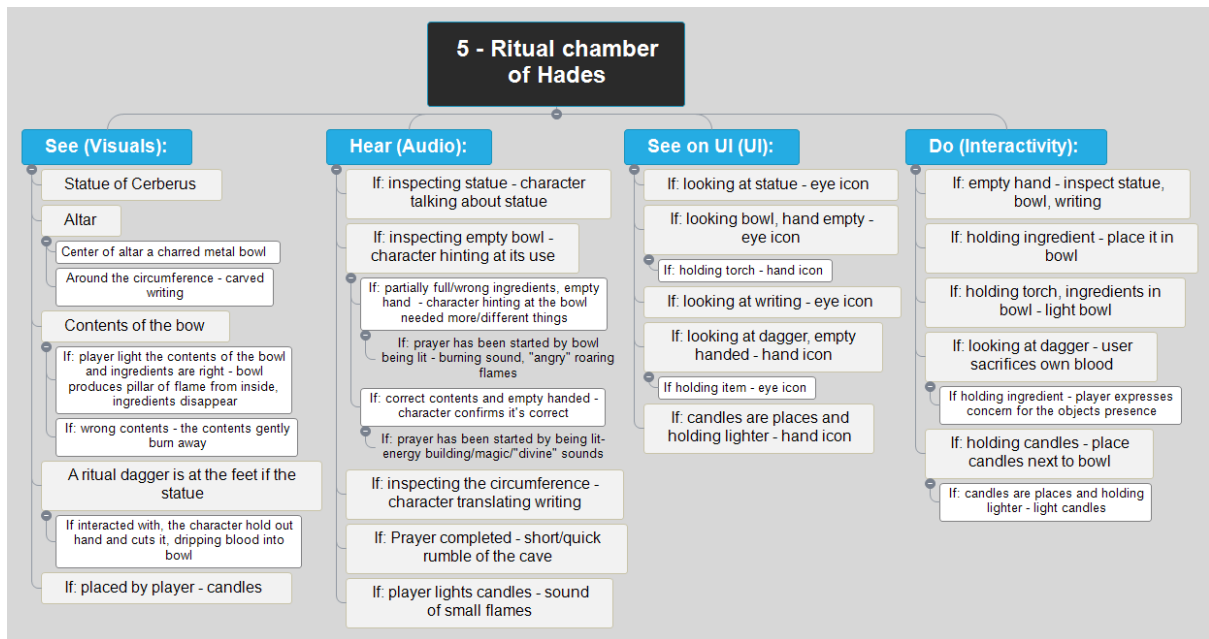 5 - Ritual chamber
of Hades
See (Visuals):
Statue of Cerberus
Altar
Center of altar a charred metal bowl
Around the circumference - carved
writing
Contents of the bow
If: player light the contents of the bowl
and ingredients are right - bowl
produces pillar of flame from inside,
ingredients disappear
If: wrong contents - the contents gently
burn away
A ritual dagger is at the feet if the
statue
If interacted with, the character hold out
hand and cuts it, dripping blood into
bowl
If: placed by player - candles
Hear (Audio):
If: inspecting statue - character
talking about statue
If: inspecting empty bowl -
character hinting at its use
If: partially full/wrong ingredients, empty
hand - character hinting at the bowl
needed more/different things
If: prayer has been started by bowl
being lit - burning sound, "angry" roaring
flames
If: correct contents and empty handed -
character confirms it's correct
If: prayer has been started by being lit-
energy building/magic/"divine" sounds
If: inspecting the circumference -
character translating writing
If: Prayer completed - short/quick
rumble of the cave
If: player lights candles - sound
of small flames
See on UI (UI):
If: looking at statue - eye icon
If: looking bowl, hand empty -
eye icon
If: holding torch - hand icon
If: looking at writing - eye icon
If: looking at dagger, empty
handed - hand icon
If holding item - eye icon
If: candles are places and
holding lighter - hand icon
Do (Interactivity):
If: empty hand - inspect statue,
bowl, writing
If: holding ingredient - place it in
bowl
If: holding torch, ingredients in
bowl - light bowl
If: looking at dagger - user
sacrifices own blood
If holding ingredient - player expresses
concern for the objects presence
If: holding candles - place
candles next to bowl
If: candles are places and holding
lighter - light candles